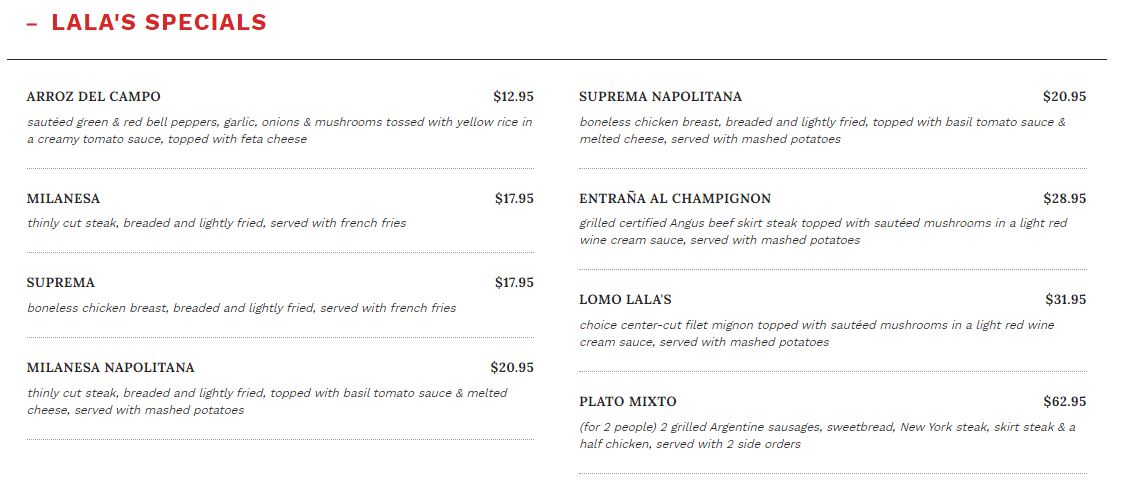 – LALA'S SPECIALS
ARROZ DEL CAMPO $12.95
sautéed green & red bell peppers, garlic, onions & mushrooms tossed with yellow rice in
a creamy tomato sauce, topped with feta cheese
MILANESA $17.95
thinly cut steak, breaded and lightly fried, served with french fries
SUPREMA $17.95
boneless chicken breast, breaded and lightly fried, served with french fries
MILANESA NAPOLITANA $20.95
thinly cut steak, breaded and lightly fried, topped with basil tomato sauce & melted
cheese, served with mashed potatoes
SUPREMA NAPOLITANA $20.95
boneless chicken breast, breaded and lightly fried, topped with basil tomato sauce &
melted cheese, served with mashed potatoes
ENTRAÑA AL CHAMPIGNON $28.95
grilled certified Angus beef skirt steak topped with sautéed mushrooms in a light red
wine cream sauce, served with mashed potatoes
LOMO LALA'S $31.95
choice center-cut filet mignon topped with sautéed mushrooms in a light red wine
cream sauce, served with mashed potatoes
PLATO MIXTO $62.95
(for 2 people) 2 grilled Argentine sausages, sweetbread, New York steak, skirt steak & a
half chicken, served with 2 side orders